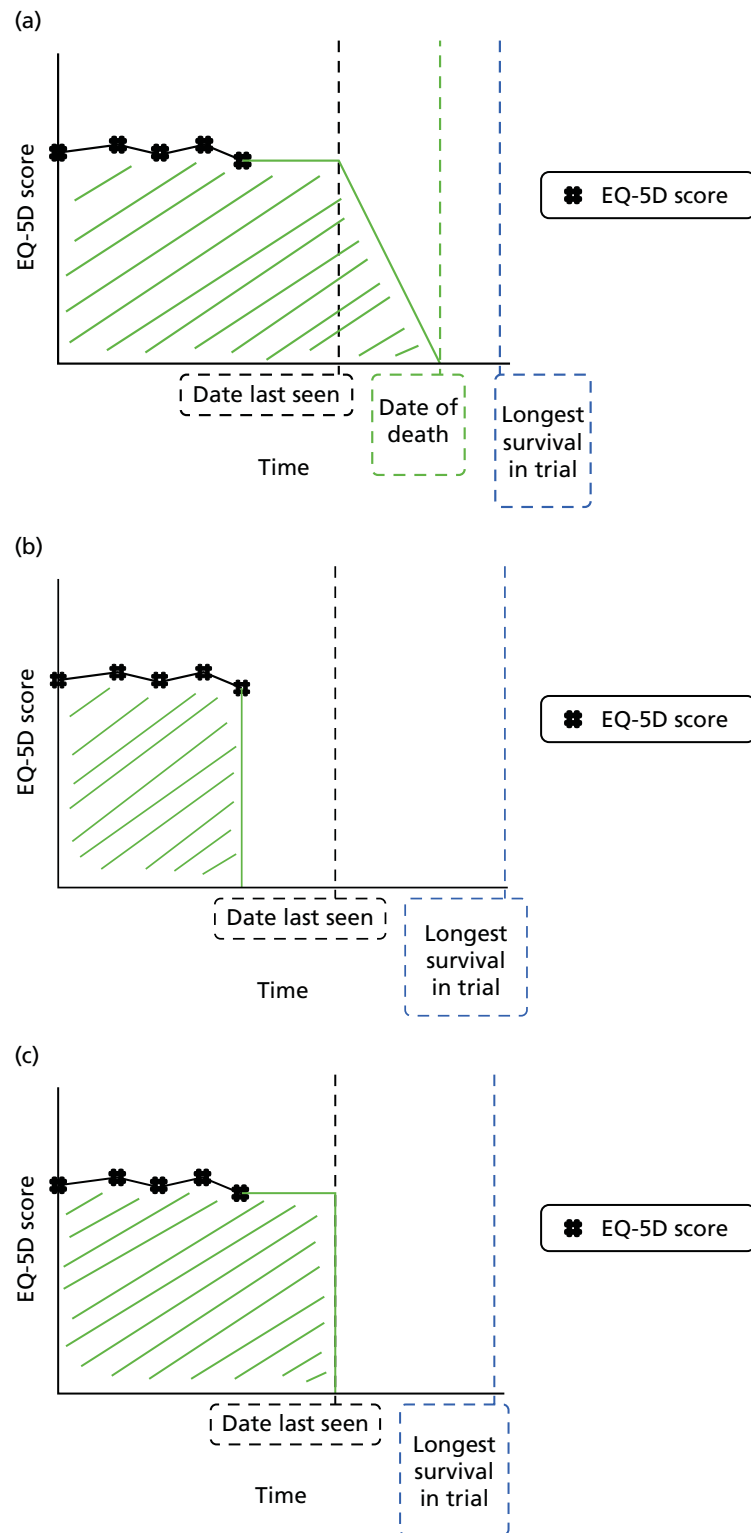 (a)
EQ-5D score
EQ-5D score
Date last seen
Date of
death
Longest
survival
in trial
Time
(b)
EQ-5D score
EQ-5D score
Date last seen
Longest
survival
in trial
Time
(c)
EQ-5D score
EQ-5D score
Date last seen
Longest
survival
in trial
Time